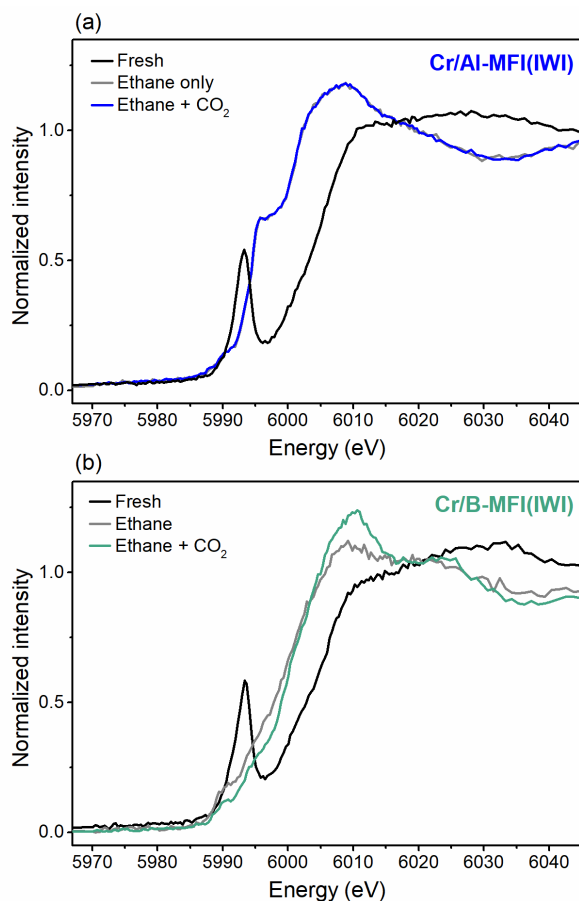 (a)
Fresh
Ethane only
Ethane + CO₂
Cr/Al-MFI(IWI)
Normalized intensity
1.0
0.5
0.0
5970 5980 5990 6000 6010 6020 6030 6040
Energy (eV)
(b)
Fresh
Ethane
Ethane + CO₂
Cr/B-MFI(IWI)
Normalized intensity
1.0
0.5
0.0
5970 5980 5990 6000 6010 6020 6030 6040
Energy (eV)